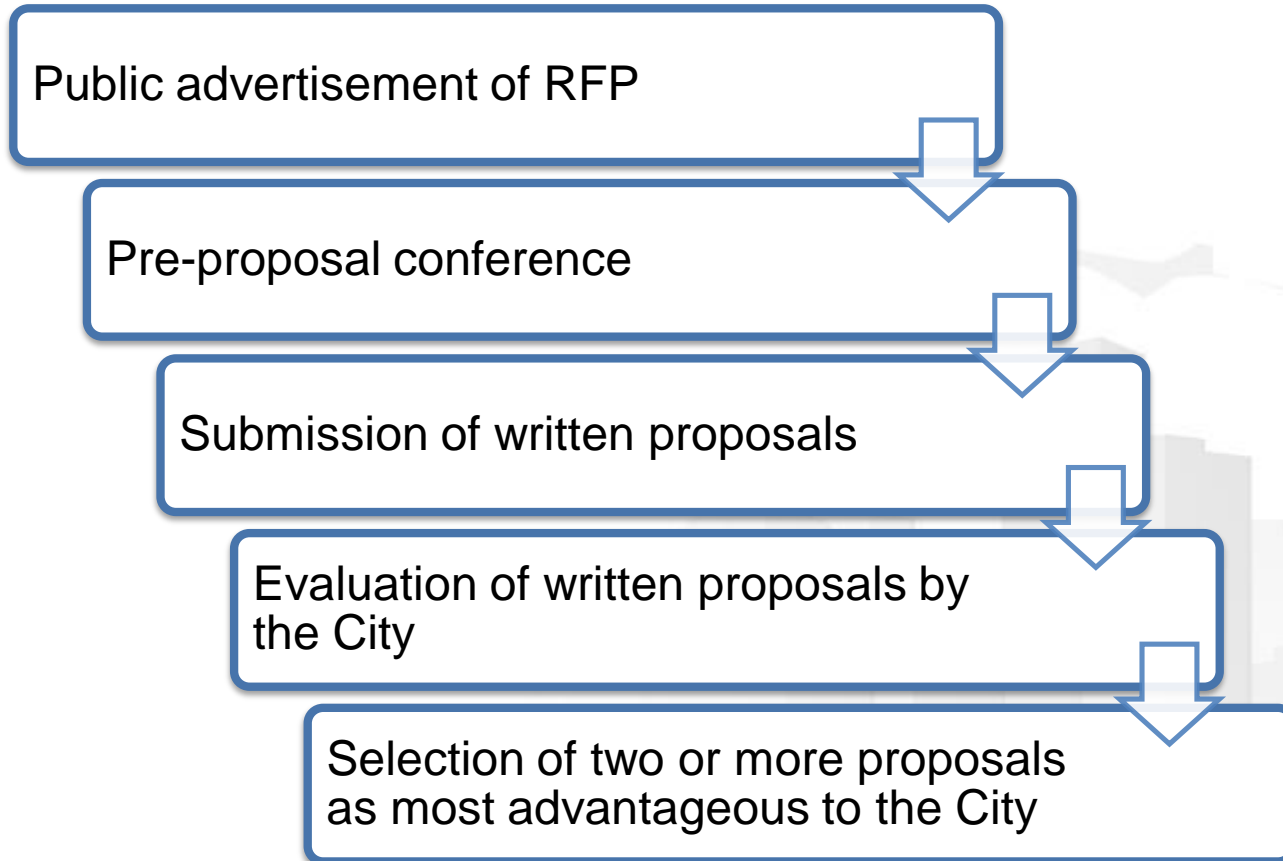 Public advertisement of RFP
Pre-proposal conference
Submission of written proposals
Evaluation of written proposals by
the City
Selection of two or more proposals
as most advantageous to the City